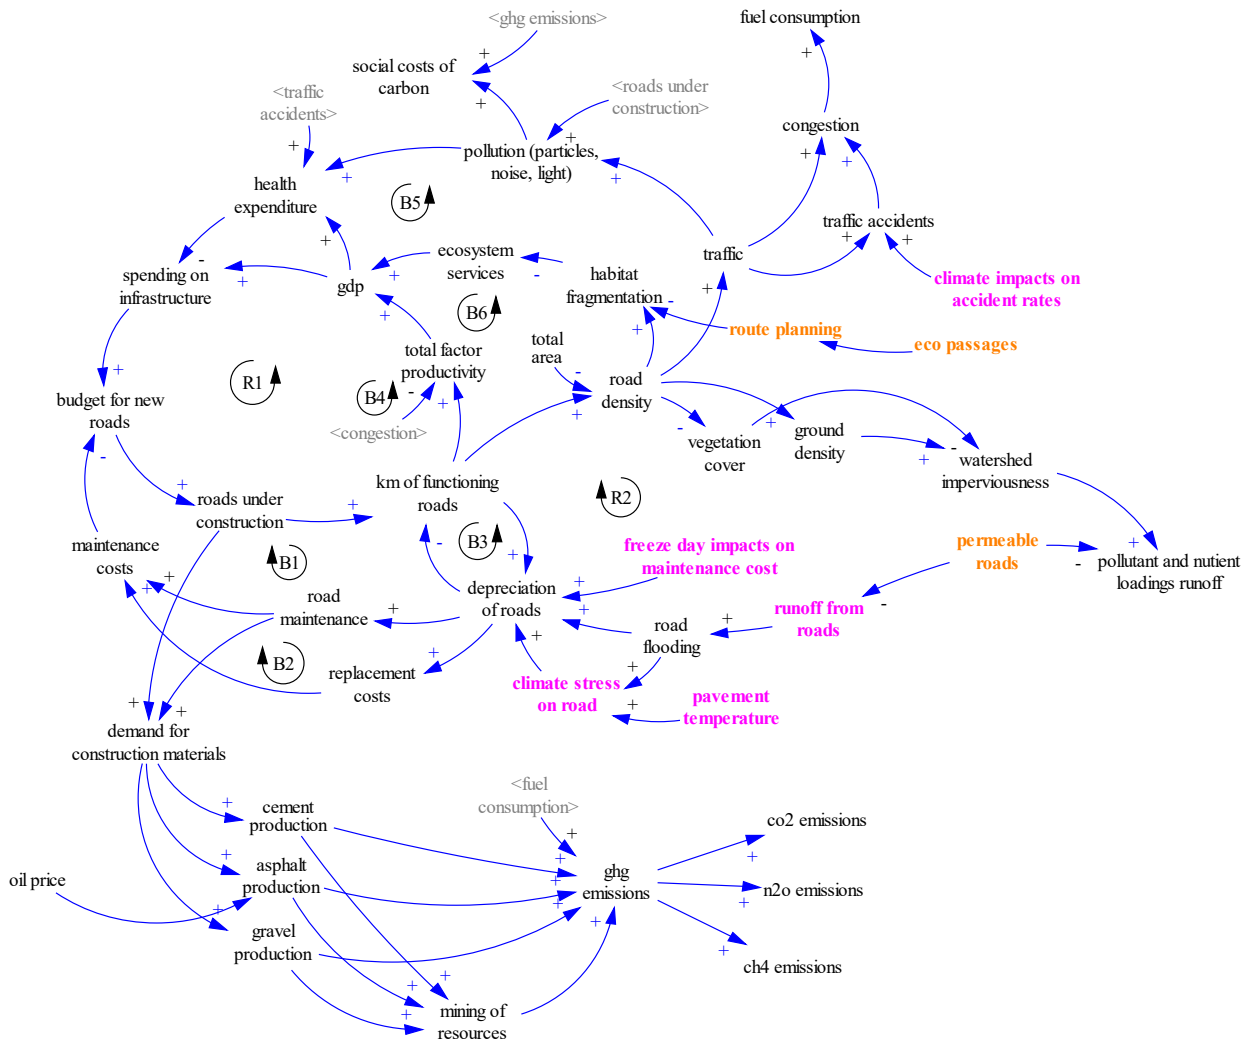 <ghg emissions>
fuel consumption
social costs of
carbon
<traffic
accidents>
<roads under
construction>
congestion
pollution (particles,
noise, light)
health
expenditure
B5
traffic accidents
ecosystem
services
traffic
spending on
infrastructure
gdp
habitat
fragmentation
climate impacts on
accident rates
B6
route planning
eco passages
total
area
total factor
productivity
R1
B4
road
density
budget for new
roads
<congestion>
vegetation
cover
ground
density
watershed
imperviousness
km of functioning
roads
R2
roads under
construction
maintenance
costs
B1
B3
freeze day impacts on
maintenance cost
permeable
roads
pollutant and nutient
loadings runoff
depreciation
of roads
road
maintenance
runoff from
roads
road
flooding
B2
replacement
costs
climate stress
on road
pavement
temperature
demand for
construction materials
<fuel
consumption>
cement
production
co2 emissions
oil price
asphalt
production
ghg
emissions
n2o emissions
gravel
production
ch4 emissions
mining of
resources